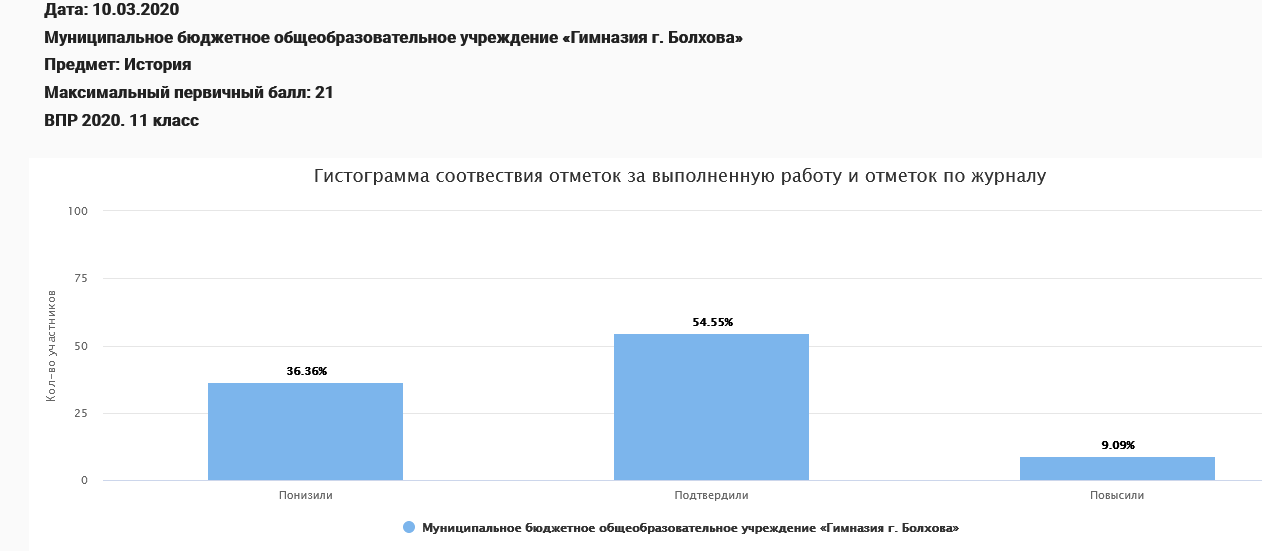 Дата: 10.03.2020
Муниципальное бюджетное общеобразовательное учреждение «Гимназия г. Болхова»
Предмет: История
Максимальный первичный балл: 21
ВПР 2020. 11 класс
Гистограмма соотвествия отметок за выполненную работу и отметок по журналу
100
75
50
25
0
Кол-во участников
36.36%
54.55%
9.09%
Понизили
Подтвердили
Повысили
Муниципальное бюджетное общеобразовательное учреждение «Гимназия г. Болхова»